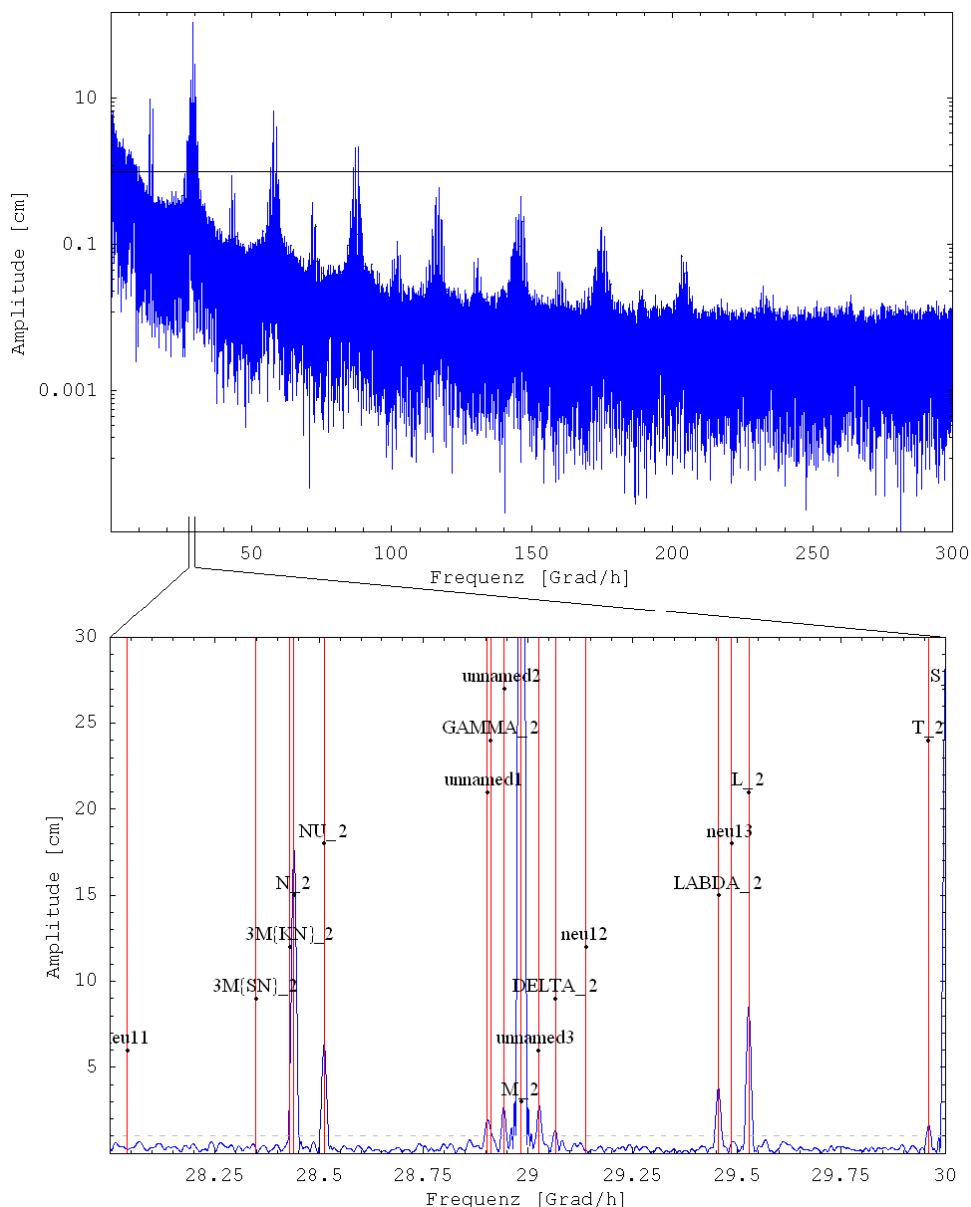 10
0.1
0.001
Amplitude [cm]
50 100 150 200 250 300
Frequenz [Grad/h]
30
25
20
15
10
5
Amplitude [cm]
unnamed2
S
GAMMA_2
T_2
unnamed1
L_2
NU_2
neu13
N_2
LABDA_2
3M{KN}_2
neu12
3M{SN}_2
DELTA_2
eu11
unnamed3
M_2
28.25 28.5 28.75 29 29.25 29.5 29.75 30
Frequenz [Grad/h]